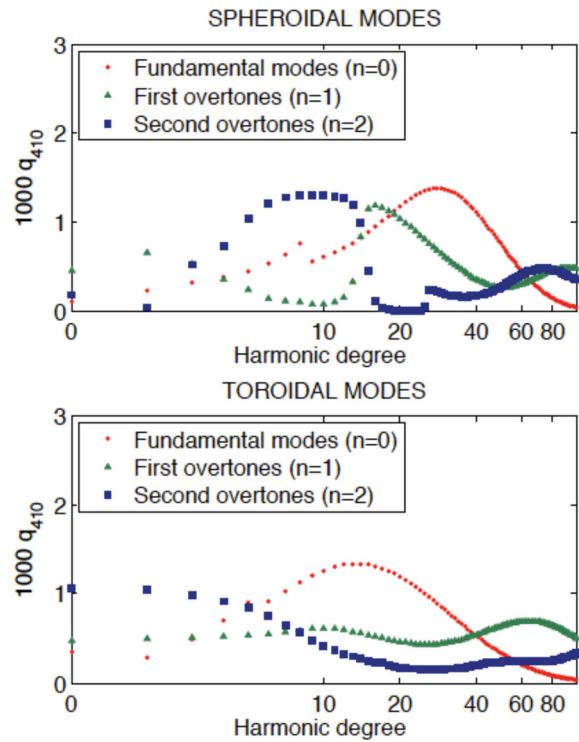 SPHEROIDAL MODES
3
2
1
0
1000 q_410
Fundamental modes (n=0)
First overtones (n=1)
Second overtones (n=2)
0 10 20 40 60 80
Harmonic degree
TOROIDAL MODES
3
2
1
0
1000 q_410
Fundamental modes (n=0)
First overtones (n=1)
Second overtones (n=2)
0 10 20 40 60 80
Harmonic degree